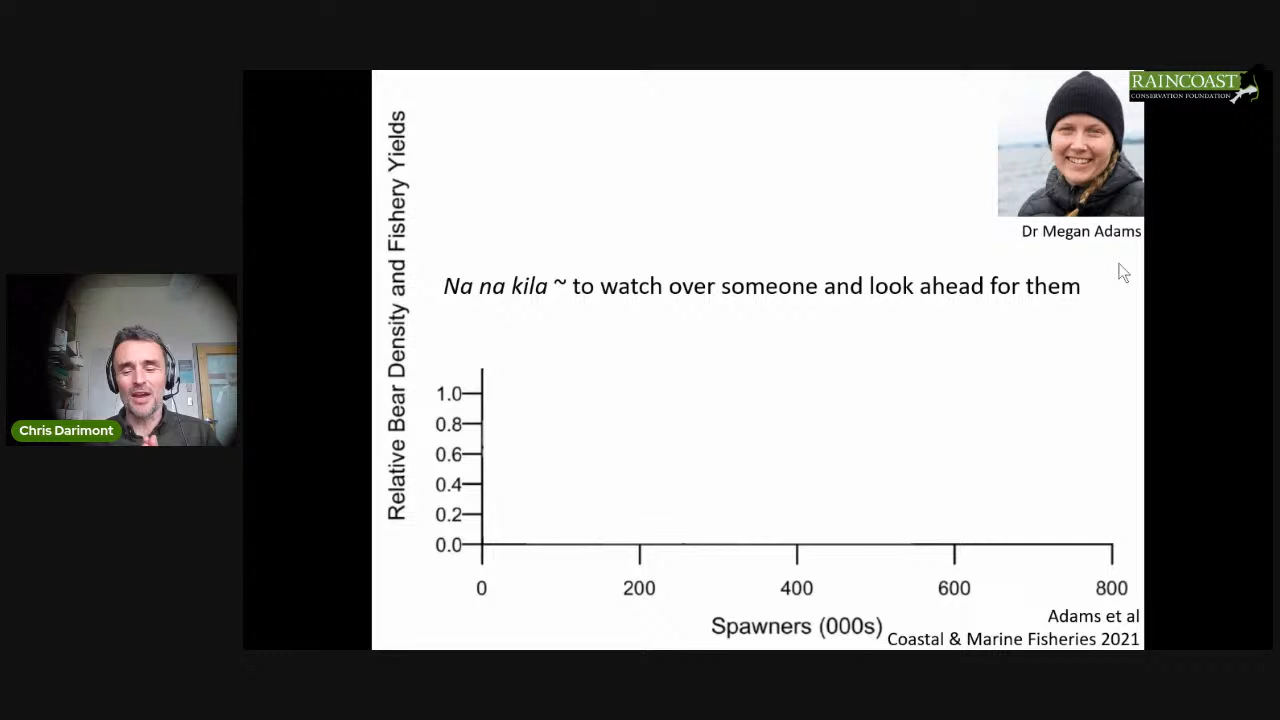 RAINCOAST
CONSERVATION FOUNDATION
Dr Megan Adams
Relative Bear Density and Fishery Yields
Na na kila ~ to watch over someone and look ahead for them
1.0
0.8
0.6
0.4
0.2
0.0
0 200 400 600 800
Spawners (000s)
Adams et al
Coastal & Marine Fisheries 2021
Chris Darimont